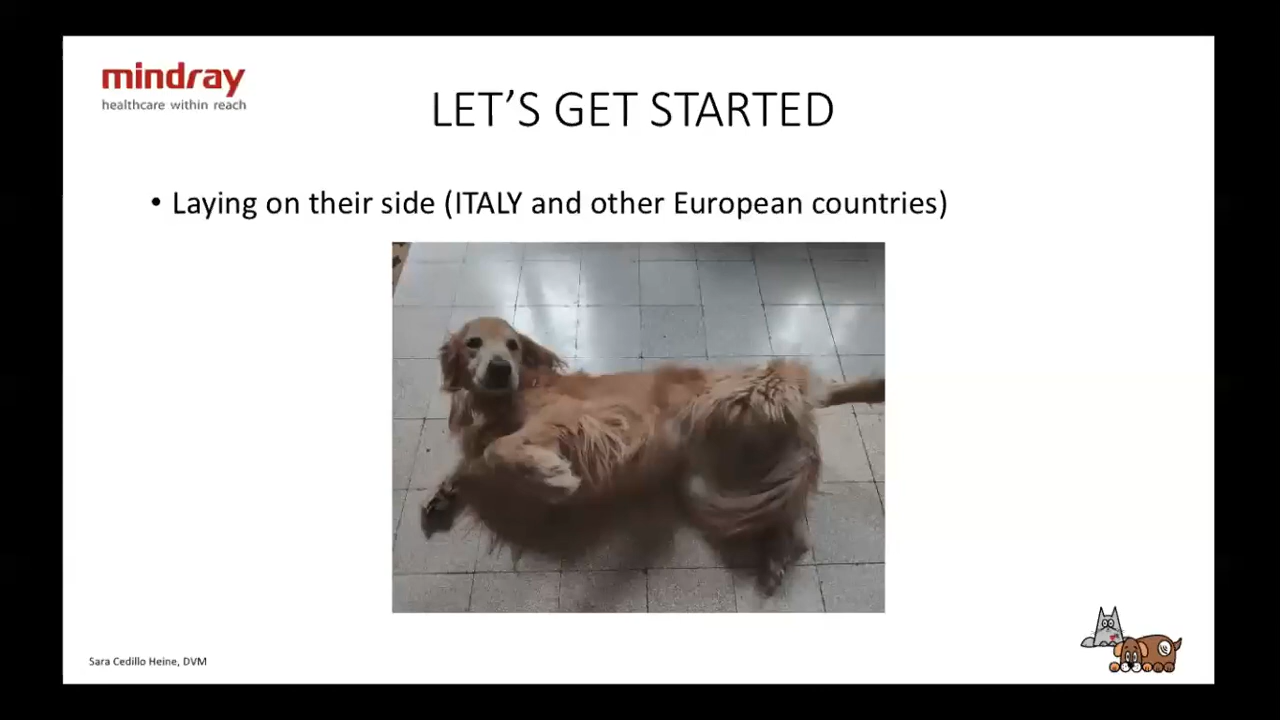 mindray
healthcare within reach
LET'S GET STARTED
• Laying on their side (ITALY and other European countries)
Sara Cedillo Heine, DVM